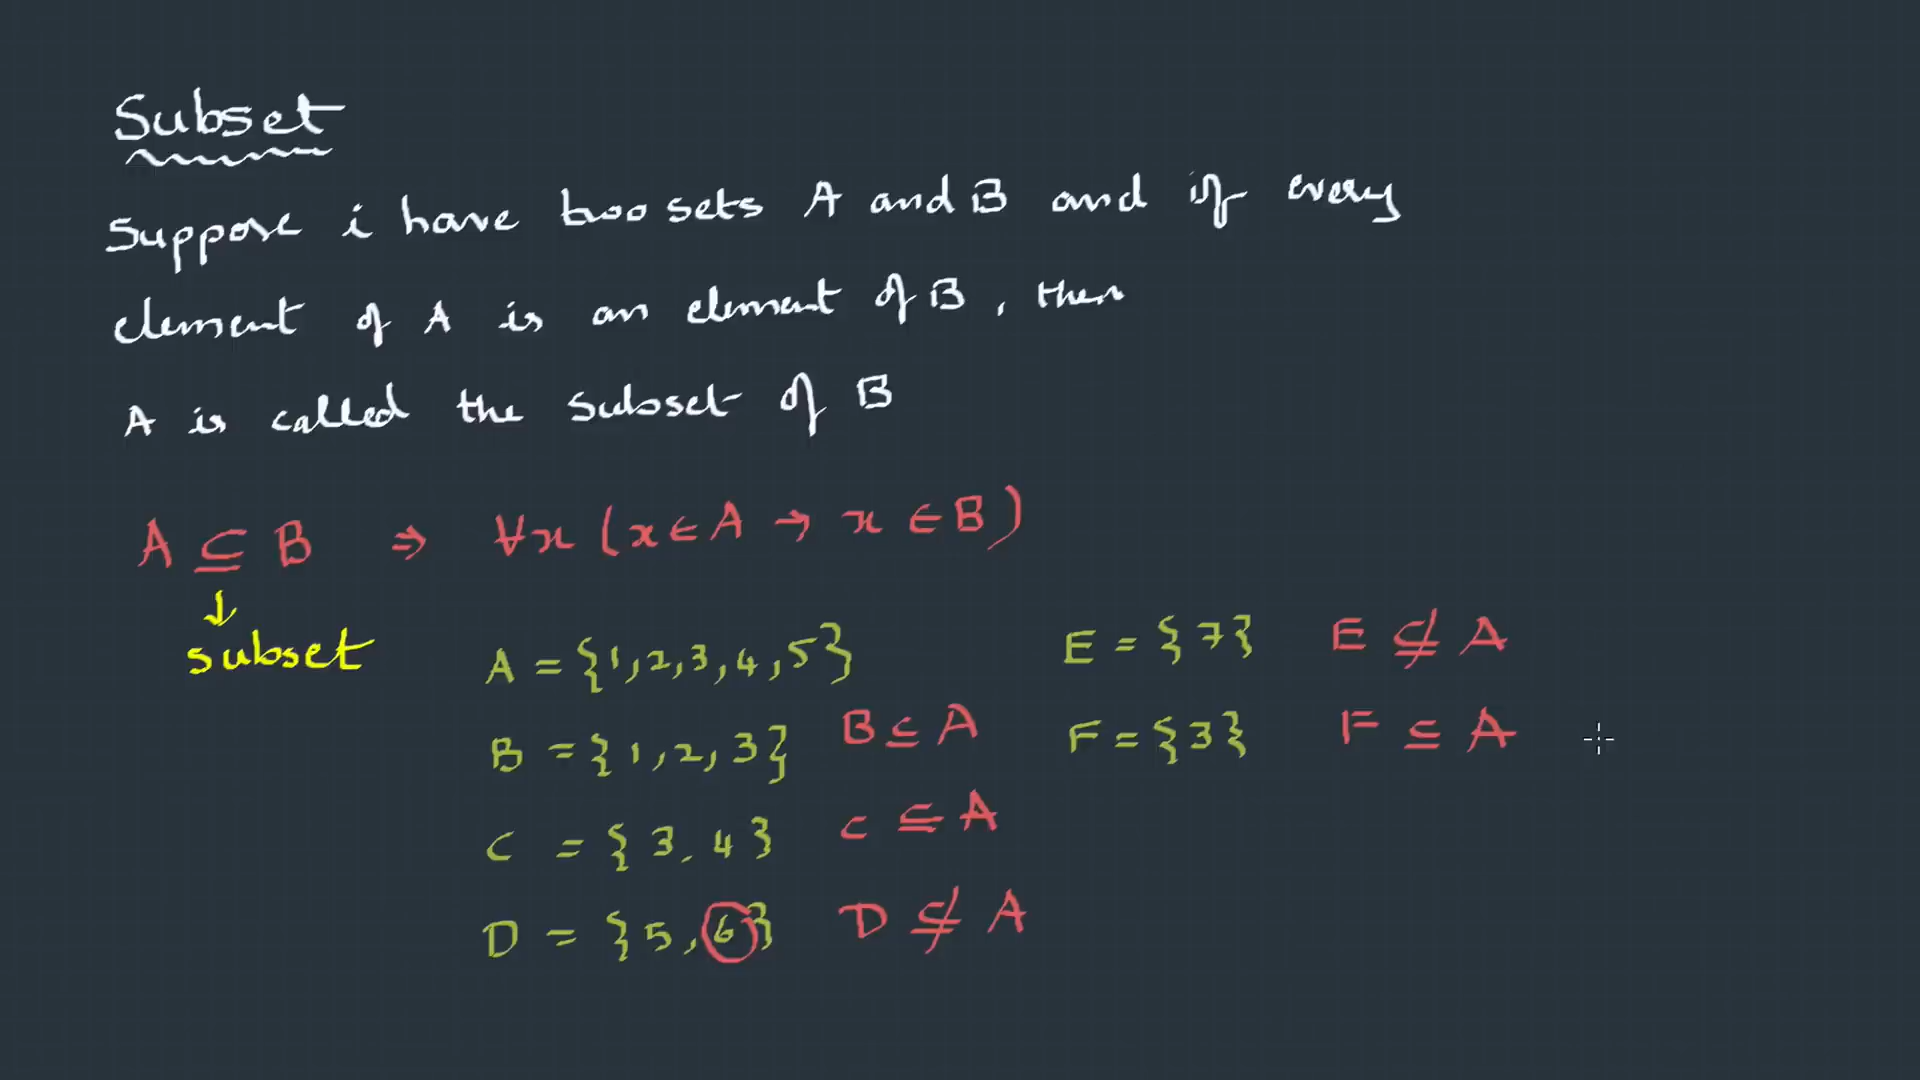 Subset
Suppose i have two sets A and B and if every
element of A is an element of B, then
A is called the subset of B
A ⊆ B ⇒ ∀x (x ∈ A → x ∈ B)
↓
subset
A = {1,2,3,4,5}
B = {1,2,3} B ⊆ A
C = {3,4} C ⊆ A
D = {5,6} D ⊈ A
E = {7} E ⊈ A
F = {3} F ⊆ A